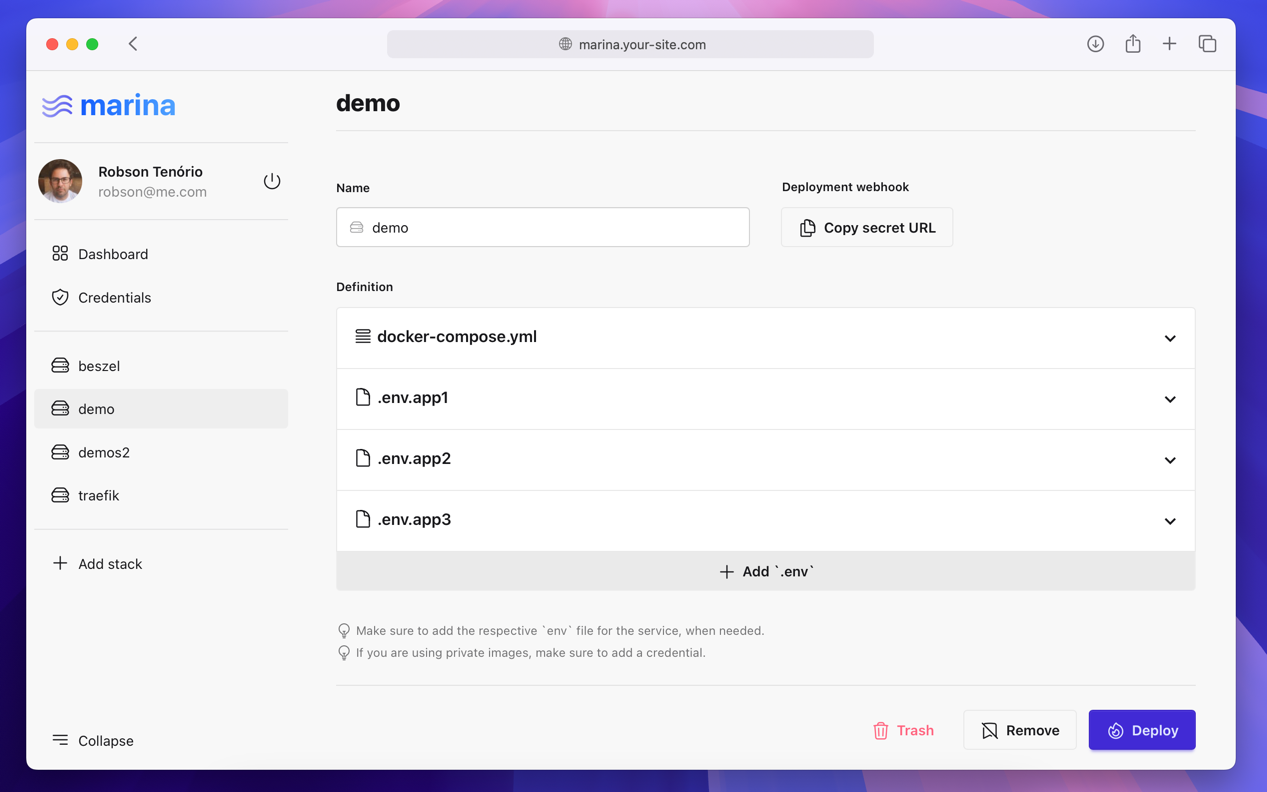 marina.your-site.com
marina
Robson Tenório
robson@me.com
Dashboard
Credentials
beszel
demo
demos2
traefik
Add stack
Collapse
demo
Name
demo
Deployment webhook
Copy secret URL
Definition
docker-compose.yml
.env.app1
.env.app2
.env.app3
Add `.env`
Make sure to add the respective `env` file for the service, when needed.
If you are using private images, make sure to add a credential.
Trash
Remove
Deploy